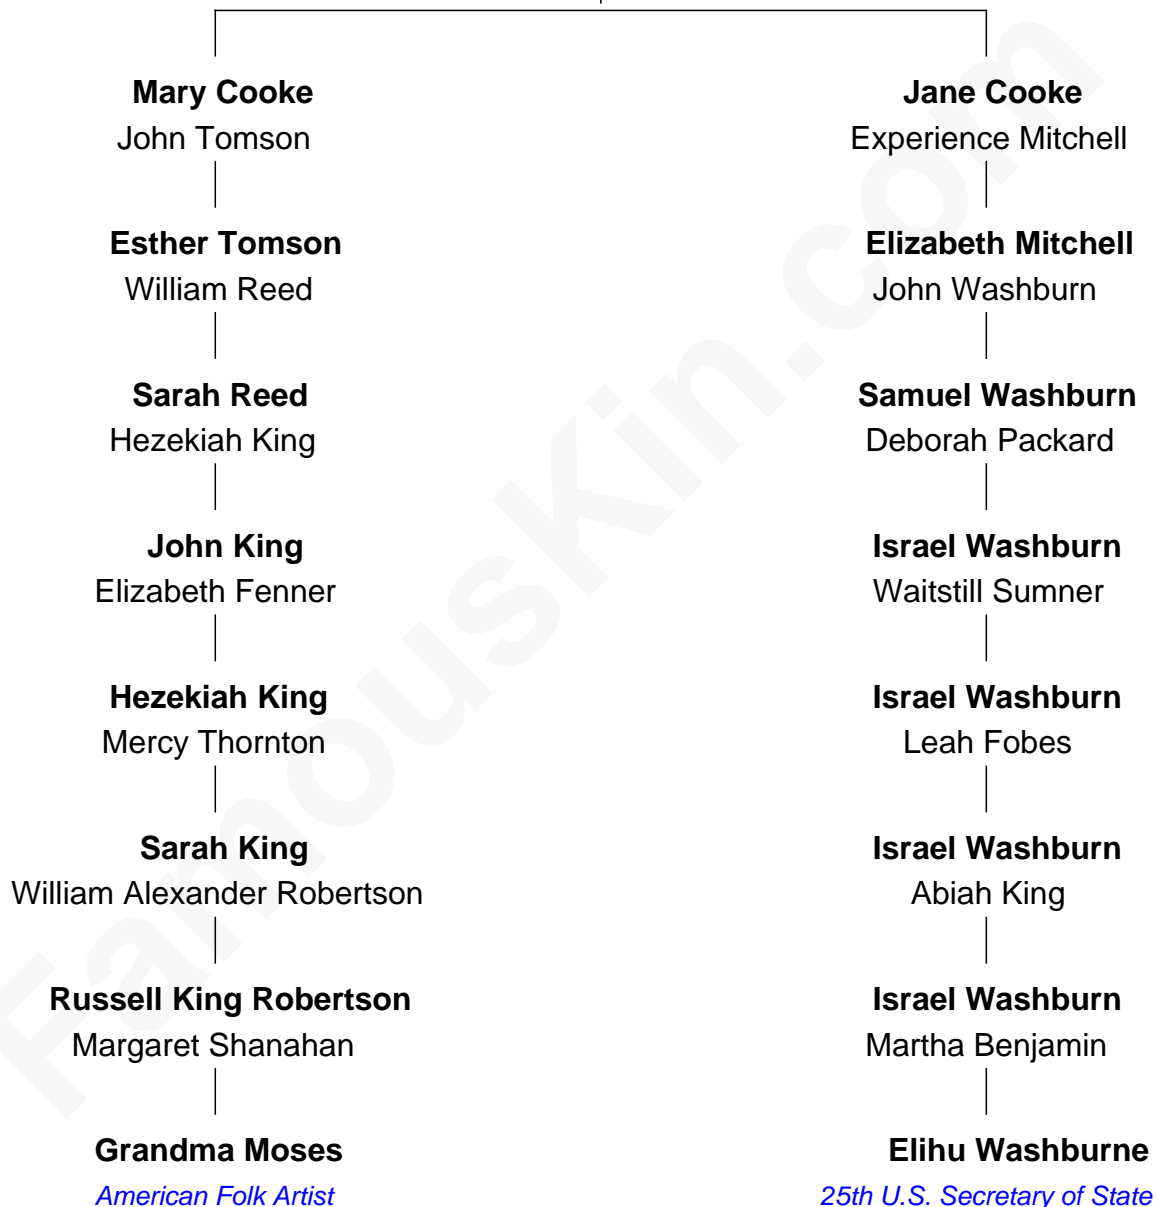 Mary Cooke
John Tomson
Esther Tomson
William Reed
Sarah Reed
Hezekiah King
John King
Elizabeth Fenner
Hezekiah King
Mercy Thornton
Sarah King
William Alexander Robertson
Russell King Robertson
Margaret Shanahan
Grandma Moses
American Folk Artist
Jane Cooke
Experience Mitchell
Elizabeth Mitchell
John Washburn
Samuel Washburn
Deborah Packard
Israel Washburn
Waitstill Sumner
Israel Washburn
Leah Fobes
Israel Washburn
Abiah King
Israel Washburn
Martha Benjamin
Elihu Washburne
25th U.S. Secretary of State
FamousKin.com